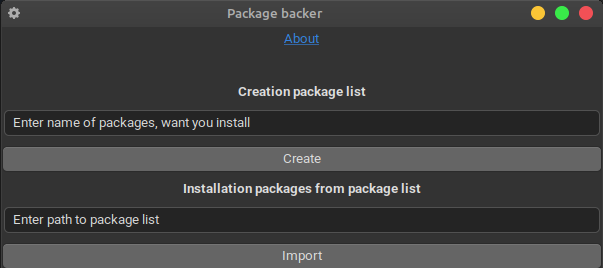 Package backer
About
Creation package list
Enter name of packages, want you install
Create
Installation packages from package list
Enter path to package list
Import